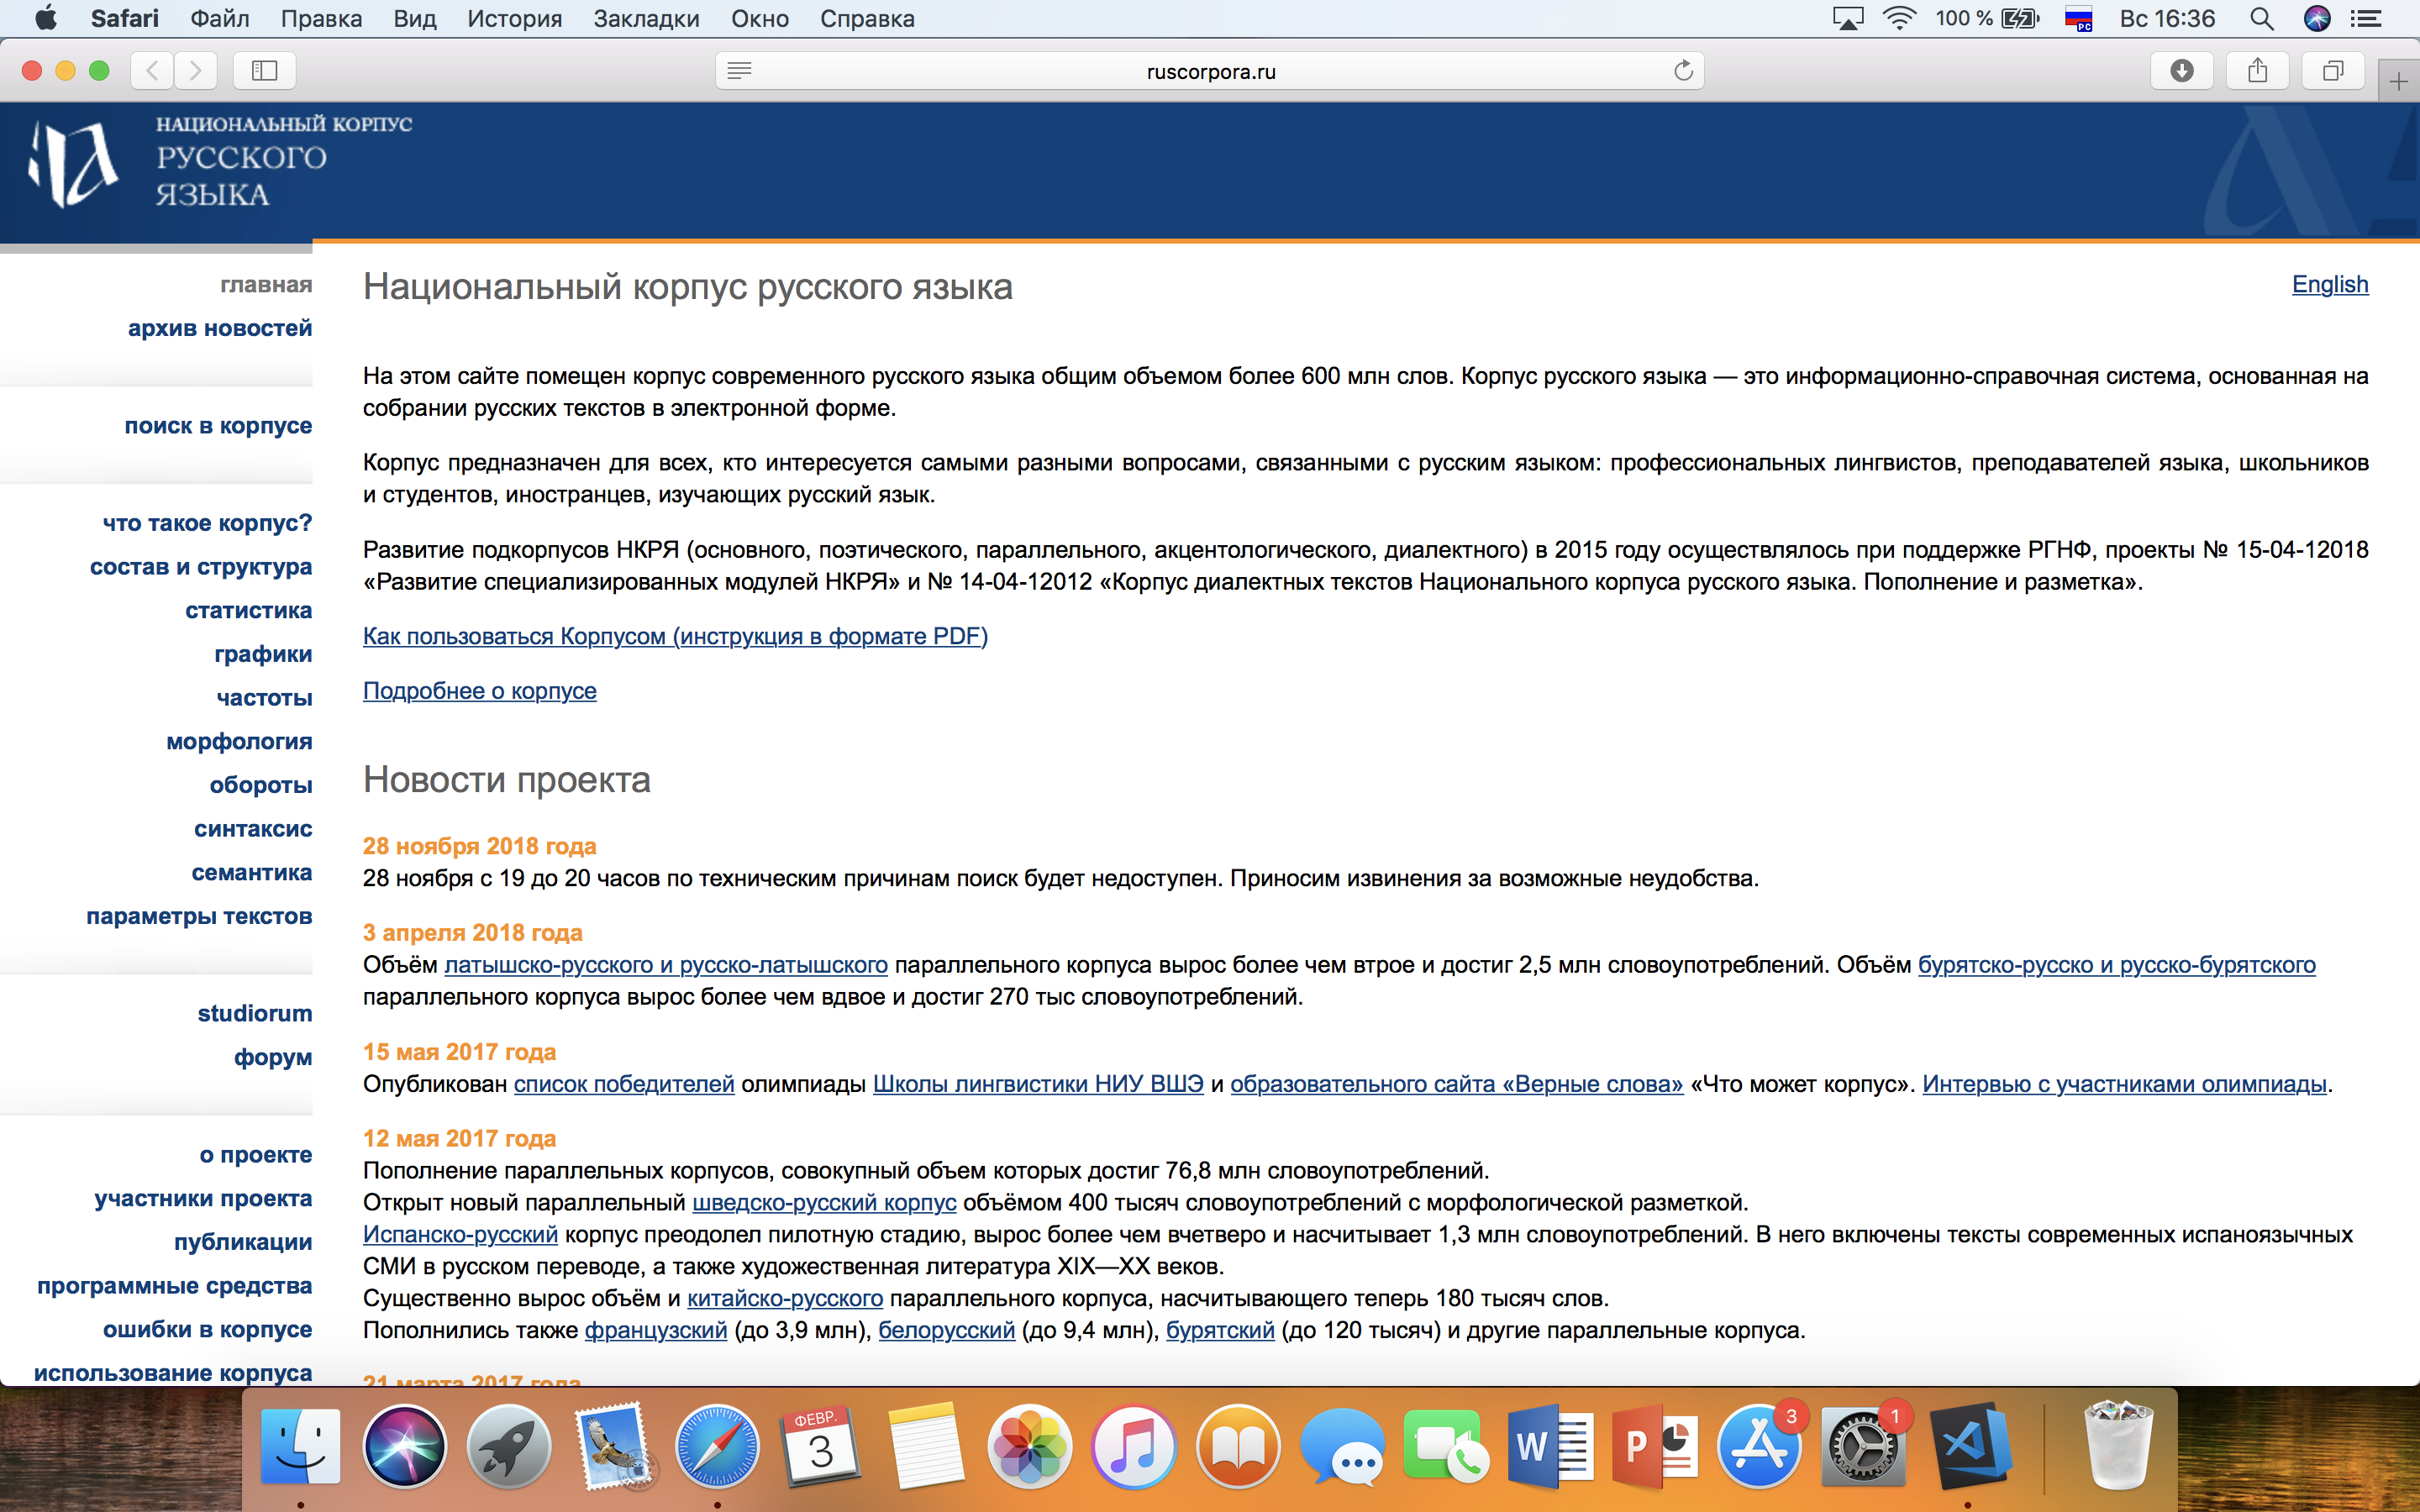 Safari Файл Правка Вид История Закладки Окно Справка 100 % РС Вс 16:36
ruscorpora.ru
НАЦИОНАЛЬНЫЙ КОРПУС
РУССКОГО
ЯЗЫКА
главная
архив новостей
поиск в корпусе
что такое корпус?
состав и структура
статистика
графики
частоты
морфология
обороты
синтаксис
семантика
параметры текстов
studiorum
форум
о проекте
участники проекта
публикации
программные средства
ошибки в корпусе
использование корпуса
Национальный корпус русского языка
English
На этом сайте помещен корпус современного русского языка общим объемом более 600 млн слов. Корпус русского языка — это информационно-справочная система, основанная на
собрании русских текстов в электронной форме.
Корпус предназначен для всех, кто интересуется самыми разными вопросами, связанными с русским языком: профессиональных лингвистов, преподавателей языка, школьников
и студентов, иностранцев, изучающих русский язык.
Развитие подкорпусов НКРЯ (основного, поэтического, параллельного, акцентологического, диалектного) в 2015 году осуществлялось при поддержке РГНФ, проекты № 15-04-12018
«Развитие специализированных модулей НКРЯ» и № 14-04-12012 «Корпус диалектных текстов Национального корпуса русского языка. Пополнение и разметка».
Как пользоваться Корпусом (инструкция в формате PDF)
Подробнее о корпусе
Новости проекта
28 ноября 2018 года
28 ноября с 19 до 20 часов по техническим причинам поиск будет недоступен. Приносим извинения за возможные неудобства.
3 апреля 2018 года
Объём латышско-русского и русско-латышского параллельного корпуса вырос более чем втрое и достиг 2,5 млн словоупотреблений. Объём бурятско-русско и русско-бурятского
параллельного корпуса вырос более чем вдвое и достиг 270 тыс словоупотреблений.
15 мая 2017 года
Опубликован список победителей олимпиады Школы лингвистики НИУ ВШЭ и образовательного сайта «Верные слова» «Что может корпус». Интервью с участниками олимпиады.
12 мая 2017 года
Пополнение параллельных корпусов, совокупный объем которых достиг 76,8 млн словоупотреблений.
Открыт новый параллельный шведско-русский корпус объёмом 400 тысяч словоупотреблений с морфологической разметкой.
Испанско-русский корпус преодолел пилотную стадию, вырос более чем вчетверо и насчитывает 1,3 млн словоупотреблений. В него включены тексты современных испаноязычных
СМИ в русском переводе, а также художественная литература XIX—XX веков.
Существенно вырос объём и китайско-русского параллельного корпуса, насчитывающего теперь 180 тысяч слов.
Пополнились также французский (до 3,9 млн), белорусский (до 9,4 млн), бурятский (до 120 тысяч) и другие параллельные корпуса.
21 марта 2017 года
ФЕВР.
3
W
P
3
1